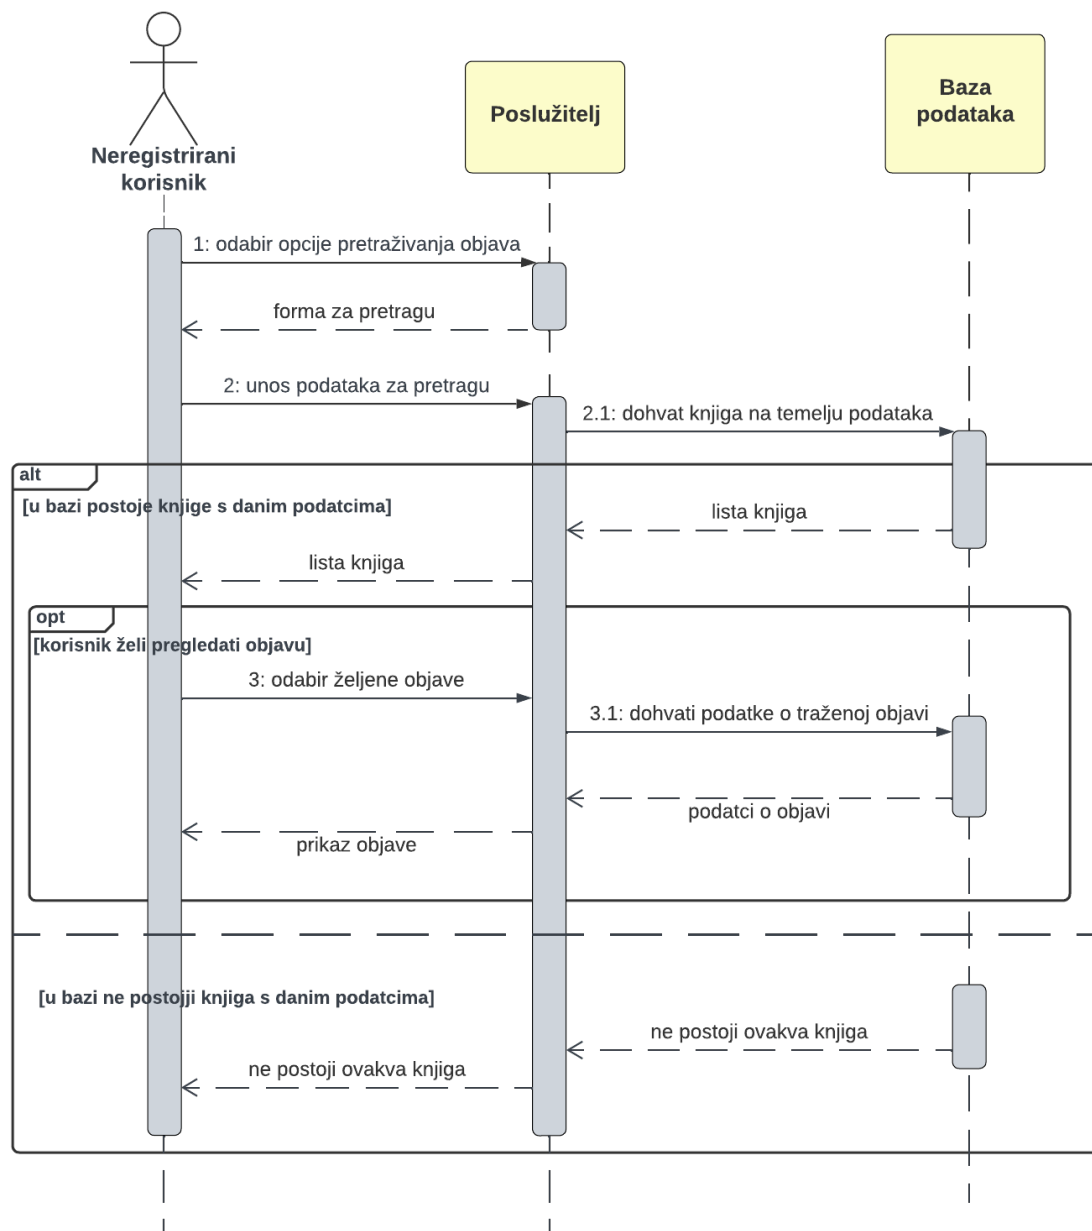 Neregistrirani
korisnik
Poslužitelj
Baza
podataka
1: odabir opcije pretraživanja objava
forma za pretragu
2: unos podataka za pretragu
2.1: dohvat knjiga na temelju podataka
alt
[u bazi postoje knjige s danim podatcima]
lista knjiga
lista knjiga
opt
[korisnik želi pregledati objavu]
3: odabir željene objave
3.1: dohvati podatke o traženoj objavi
podatci o objavi
prikaz objave
[u bazi ne postojji knjiga s danim podatcima]
ne postoji ovakva knjiga
ne postoji ovakva knjiga